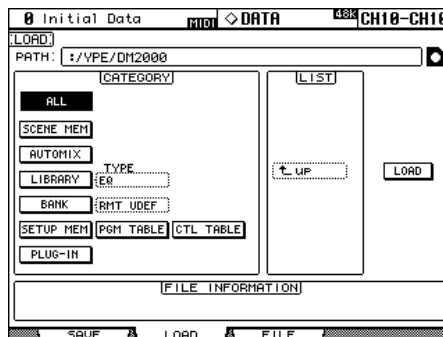 0 Initial Data MIDI ◇DATA 48K CH10-CH10
LOAD
PATH: :/YPE/DM2000
CATEGORY LIST
ALL
SCENE MEM
AUTOMIX
TYPE
LIBRARY EQ
↑ UP
LOAD
BANK RMT UDEF
SETUP MEM PGM TABLE CTL TABLE
PLUG-IN
FILE INFORMATION
SAVE LOAD FILE